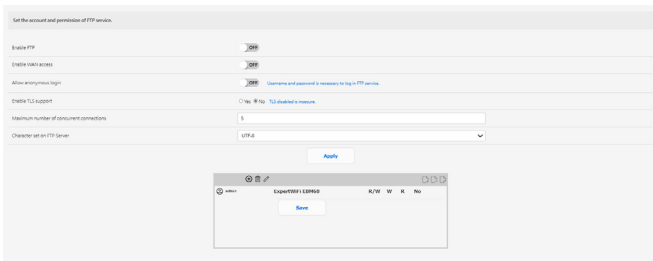 Set the account and permission of FTP service.
Enable FTP OFF
Enable WAN access OFF
Allow anonymous login OFF Username and password is necessary to log in FTP service.
Enable TLS support Yes No TLS disabled is insecure.
Maximum number of concurrent connections 5
Character set on FTP Server UTF-8
Apply
admin ExpertWiFi EBM68 R/W W R No
Save